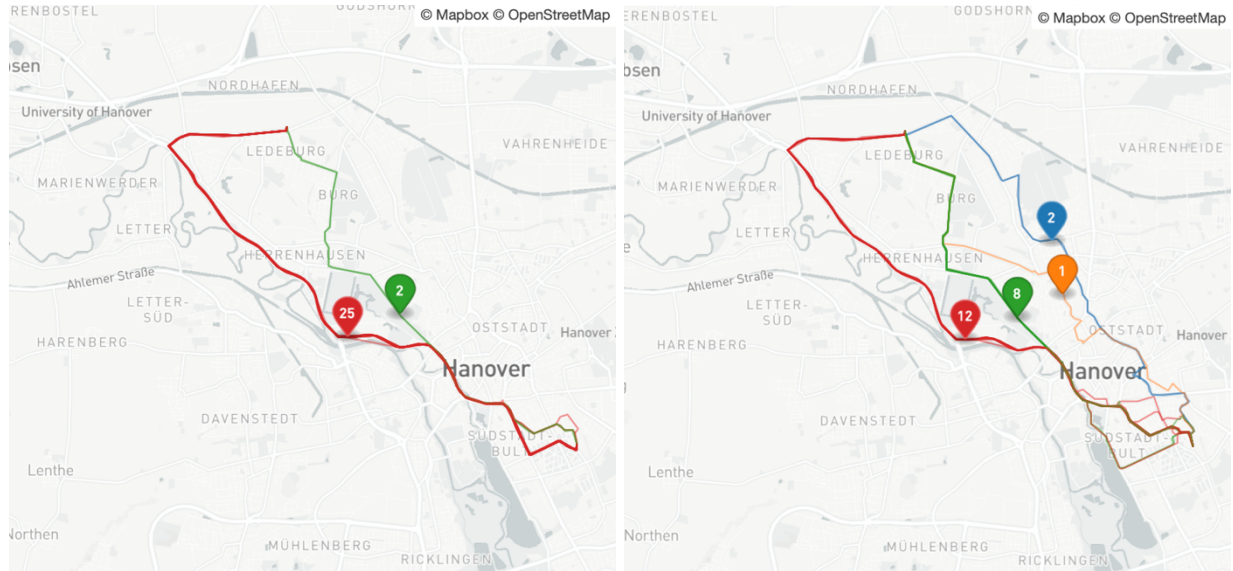 © Mapbox © OpenStreetMap
GODSHORN
NORDHAFEN
University of Hanover
VAHRENHEIDE
LEDEBURG
MARIENWERDER
BURG
LETTER
HERRENHAUSEN
Ahlemer Straße
2
LETTER-
SÜD
25
OSTSTADT
Hanover
HARENBERG
Hanover
DAVENSTEDT
SÜDSTADT-
BULT
Lenthe
Northen
MÜHLENBERG
RICKLINGEN
© Mapbox © OpenStreetMap
GODSHORN
NORDHAFEN
University of Hanover
VAHRENHEIDE
LEDEBURG
MARIENWERDER
BURG
2
LETTER
HERRENHAUSEN
1
Ahlemer Straße
8
LETTER-
SÜD
12
OSTSTADT
Hanover
HARENBERG
Hanover
DAVENSTEDT
SÜDSTADT-
BULT
Lenthe
Northen
MÜHLENBERG
RICKLINGEN